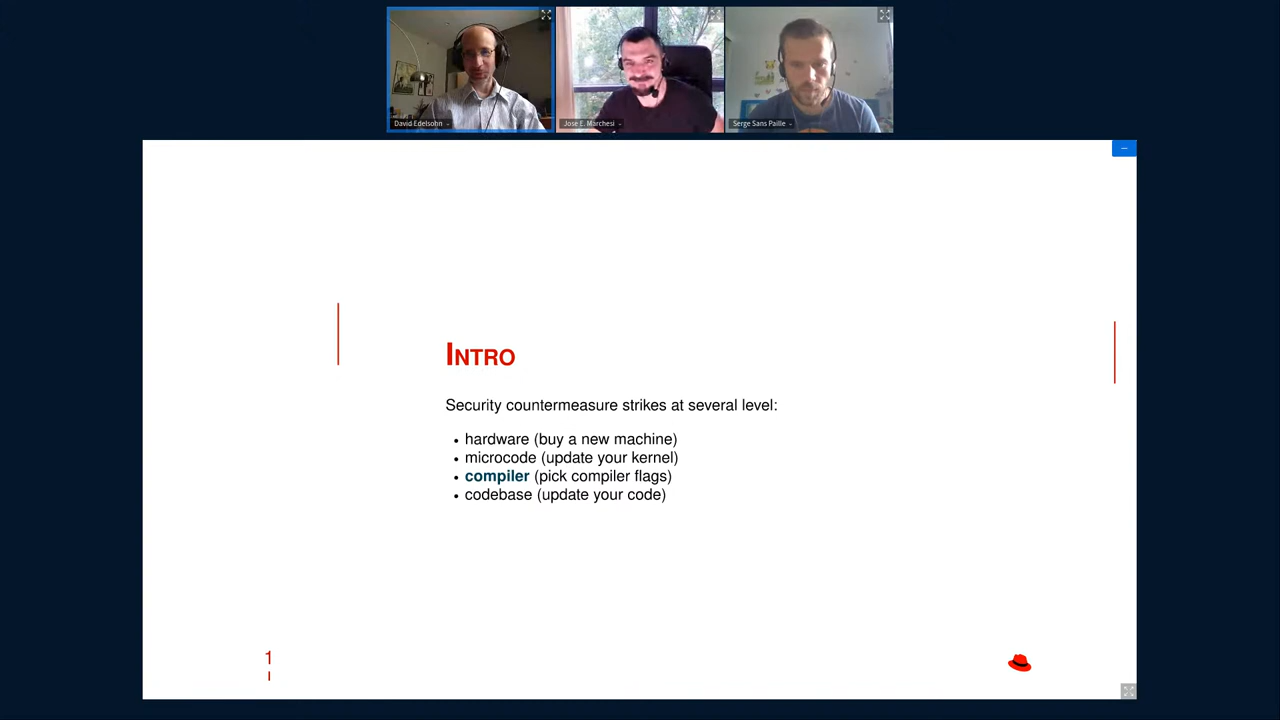 David Edelsohn
Jose E. Marchesi
Serge Sans Paille
INTRO
Security countermeasure strikes at several level:
• hardware (buy a new machine)
• microcode (update your kernel)
• compiler (pick compiler flags)
• codebase (update your code)
1